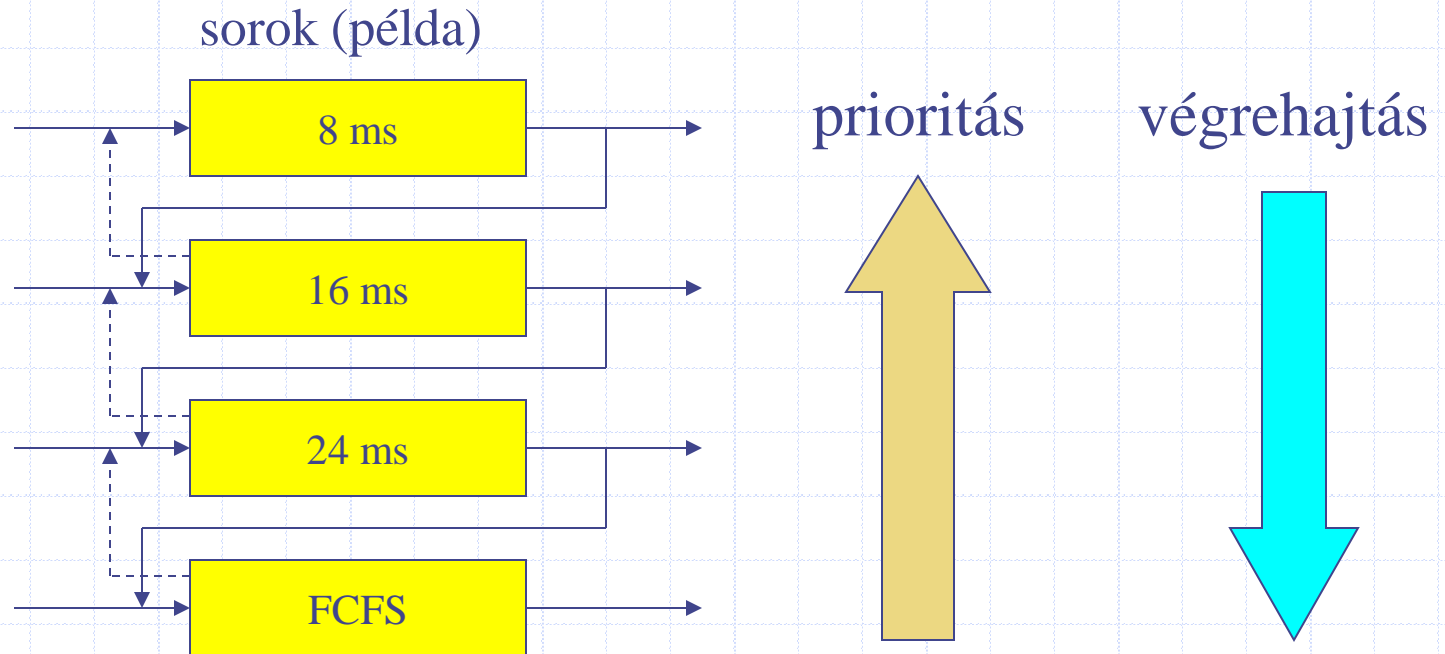 sorok (példa)
prioritás
végrehajtás
8 ms
16 ms
24 ms
FCFS